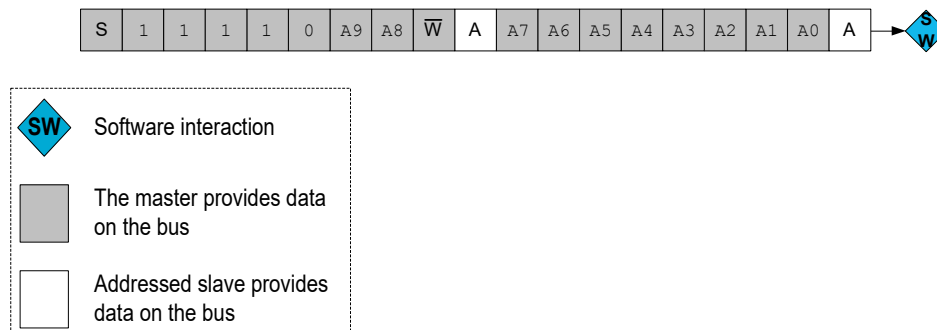 S 1 1 1 1 0 A9 A8 W̅ A A7 A6 A5 A4 A3 A2 A1 A0 A S W
SW Software interaction
The master provides data
on the bus
Addressed slave provides
data on the bus